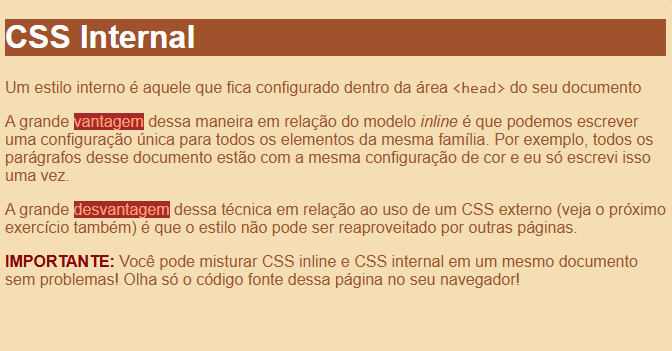 CSS Internal
Um estilo interno é aquele que fica configurado dentro da área <head> do seu documento
A grande vantagem dessa maneira em relação do modelo inline é que podemos escrever
uma configuração única para todos os elementos da mesma família. Por exemplo, todos os
parágrafos desse documento estão com a mesma configuração de cor e eu só escrevi isso
uma vez.
A grande desvantagem dessa técnica em relação ao uso de um CSS externo (veja o próximo
exercício também) é que o estilo não pode ser reaproveitado por outras páginas.
IMPORTANTE: Você pode misturar CSS inline e CSS internal em um mesmo documento
sem problemas! Olha só o código fonte dessa página no seu navegador!